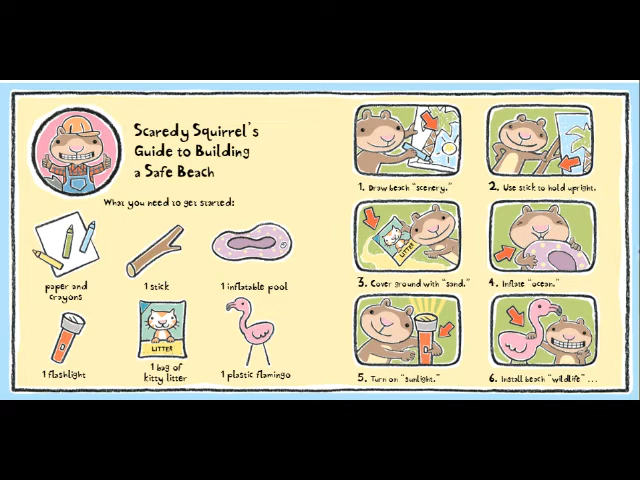 Scaredy Squirrel's
Guide to Building
a Safe Beach
What you need to get started:
paper and
crayons
1 stick
1 inflatable pool
1 flashlight
LITTER
1 bag of
kitty litter
1 plastic flamingo
1. Draw beach "scenery."
2. Use stick to hold upright.
LITTER
3. Cover ground with "sand."
4. Inflate "ocean."
5. Turn on "sunlight."
6. Install beach "wildlife" ...